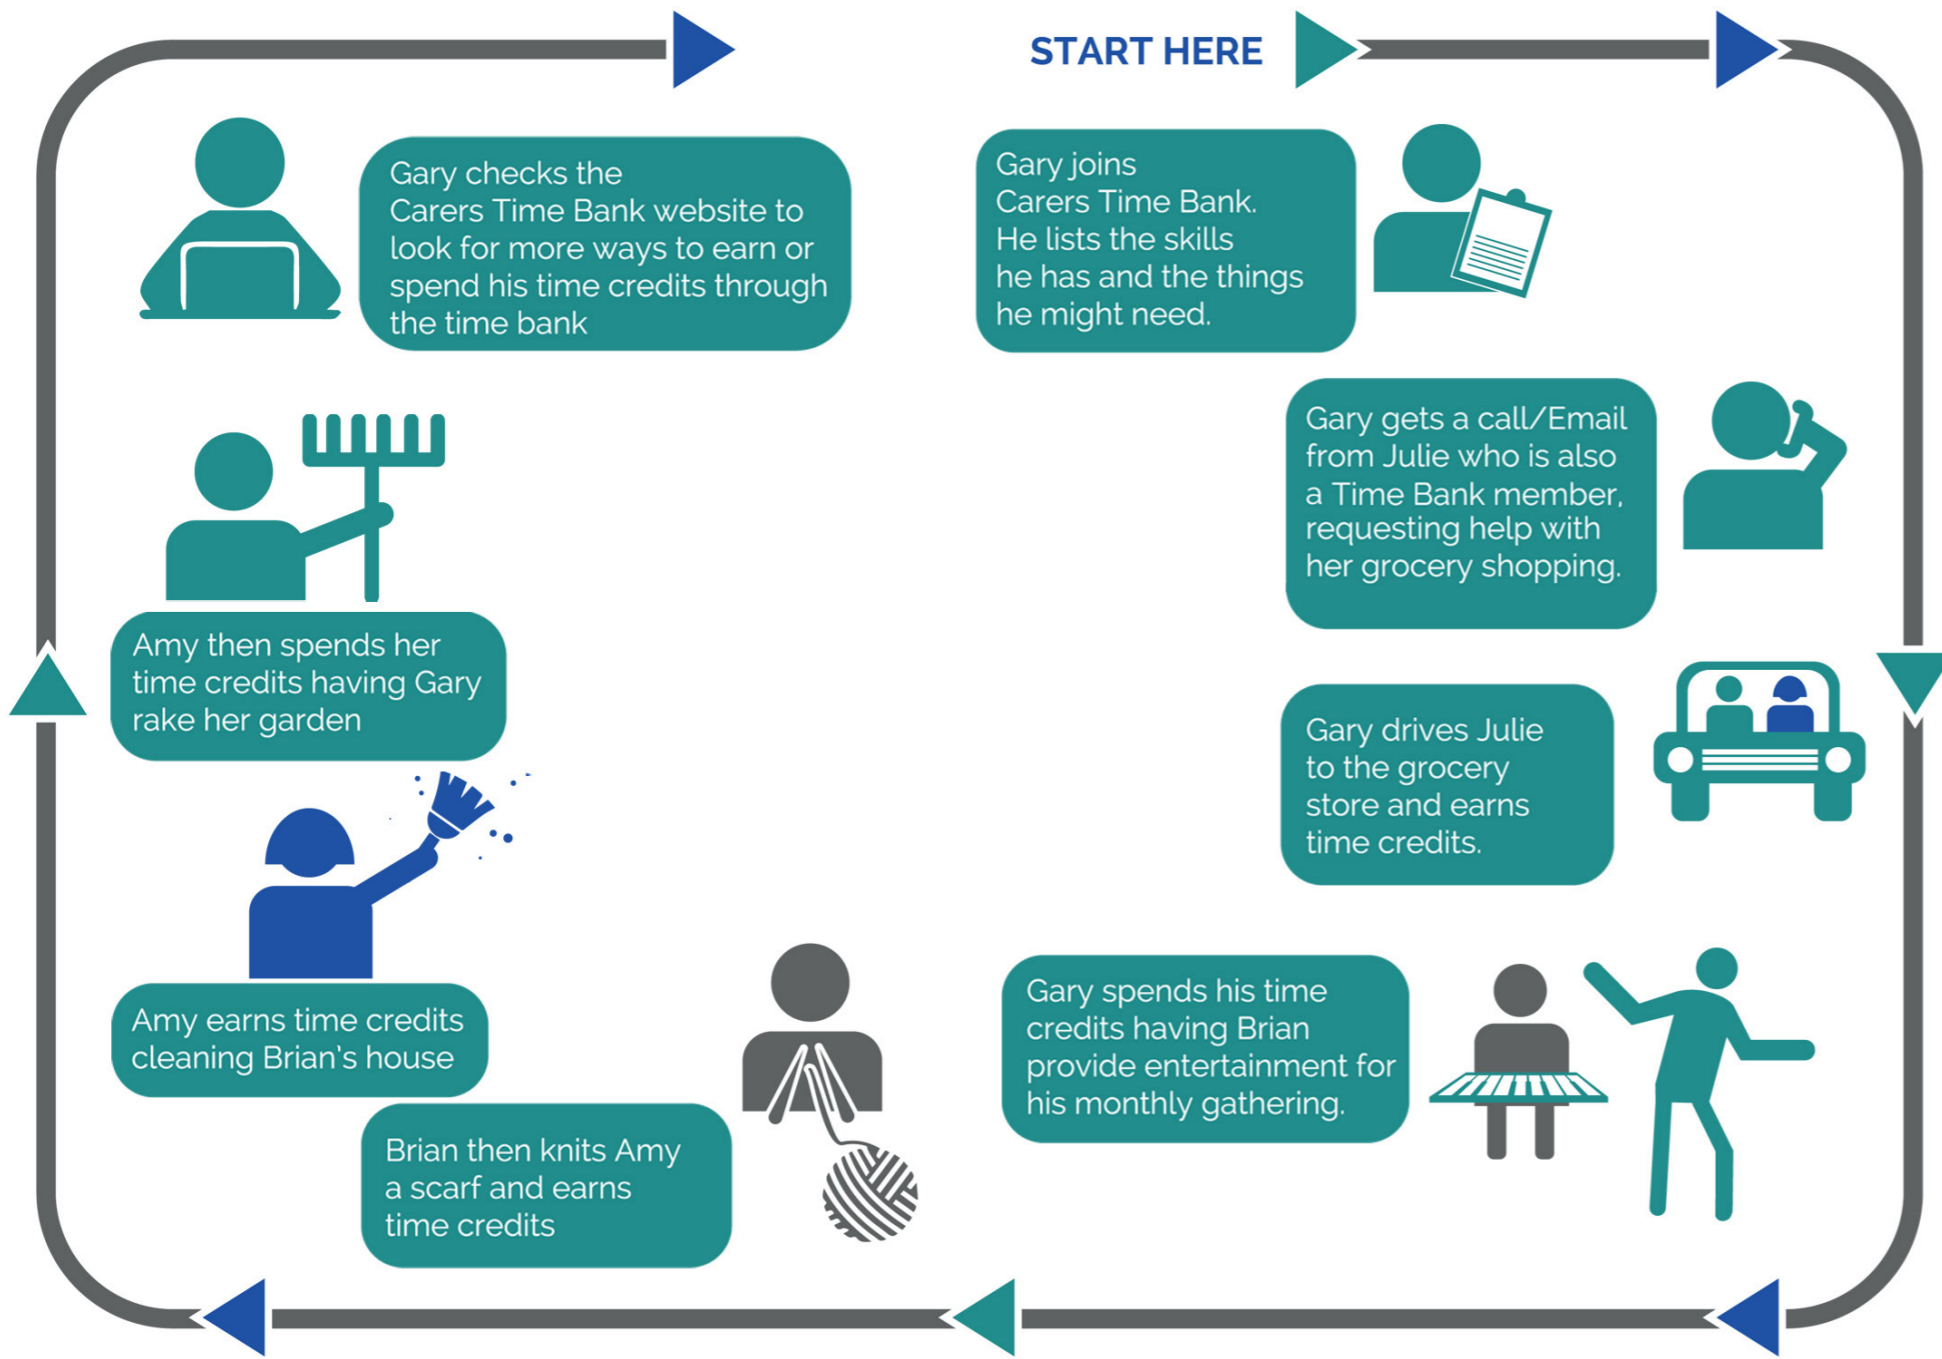 START HERE
Gary joins
Carers Time Bank.
He lists the skills
he has and the things
he might need.
Gary gets a call/Email
from Julie who is also
a Time Bank member,
requesting help with
her grocery shopping.
Gary drives Julie
to the grocery
store and earns
time credits.
Gary spends his time
credits having Brian
provide entertainment for
his monthly gathering.
Brian then knits Amy
a scarf and earns
time credits
Amy earns time credits
cleaning Brian's house
Amy then spends her
time credits having Gary
rake her garden
Gary checks the
Carers Time Bank website to
look for more ways to earn or
spend his time credits through
the time bank